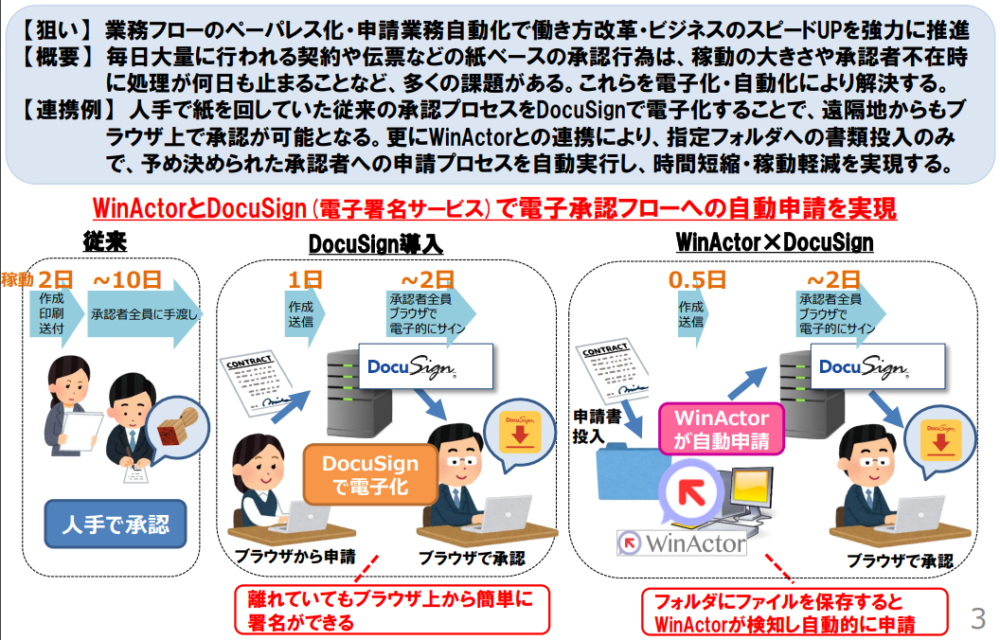 【狙い】 業務フローのペーパレス化・申請業務自動化で働き方改革・ビジネスのスピードUPを強力に推進
【概要】 毎日大量に行われる契約や伝票などの紙ベースの承認行為は、稼動の大きさや承認者不在時
に処理が何日も止まることなど、多くの課題がある。これらを電子化・自動化により解決する。
【連携例】 人手で紙を回していた従来の承認プロセスをDocuSignで電子化することで、遠隔地からもブ
ラウザ上で承認が可能となる。更にWinActorとの連携により、指定フォルダへの書類投入のみ
で、予め決められた承認者への申請プロセスを自動実行し、時間短縮・稼動軽減を実現する。
WinActorとDocuSign(電子署名サービス)で電子承認フローへの自動申請を実現
従来
稼動 2日 ~10日
作成
印刷
送付
承認者全員に手渡し
人手で承認
DocuSign導入
1日 ~2日
作成
送信
承認者全員
ブラウザで
電子的にサイン
CONTRACT
DocuSign
DocuSign
DocuSign
で電子化
ブラウザから申請
ブラウザで承認
離れていてもブラウザ上から簡単に
署名ができる
WinActor×DocuSign
0.5日 ~2日
作成
送信
承認者全員
ブラウザで
電子的にサイン
CONTRACT
DocuSign
申請書
投入
WinActor
が自動申請
DocuSign
WinActor
ブラウザで承認
フォルダにファイルを保存すると
WinActorが検知し自動的に申請
3